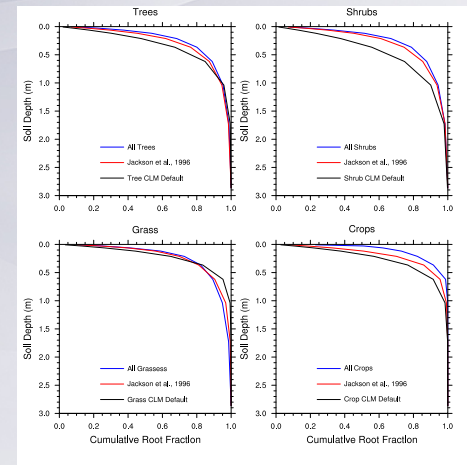 Trees
Shrubs
0.0
0.5
1.0
1.5
2.0
2.5
3.0
Soil Depth (m)
All Trees
Jackson et al., 1996
Tree CLM Default
0.0 0.2 0.4 0.6 0.8 1.0
0.0
0.5
1.0
1.5
2.0
2.5
3.0
Soil Depth (m)
All Shrubs
Jackson et al., 1996
Shrub CLM Default
0.0 0.2 0.4 0.6 0.8 1.0
Grass
Crops
0.0
0.5
1.0
1.5
2.0
2.5
3.0
Soil Depth (m)
All Grassess
Jackson et al., 1996
Grass CLM Default
0.0 0.2 0.4 0.6 0.8 1.0
Cumulative Root Fraction
0.0
0.5
1.0
1.5
2.0
2.5
3.0
Soil Depth (m)
All Crops
Jackson et al., 1996
Crop CLM Default
0.0 0.2 0.4 0.6 0.8 1.0
Cumulative Root Fraction